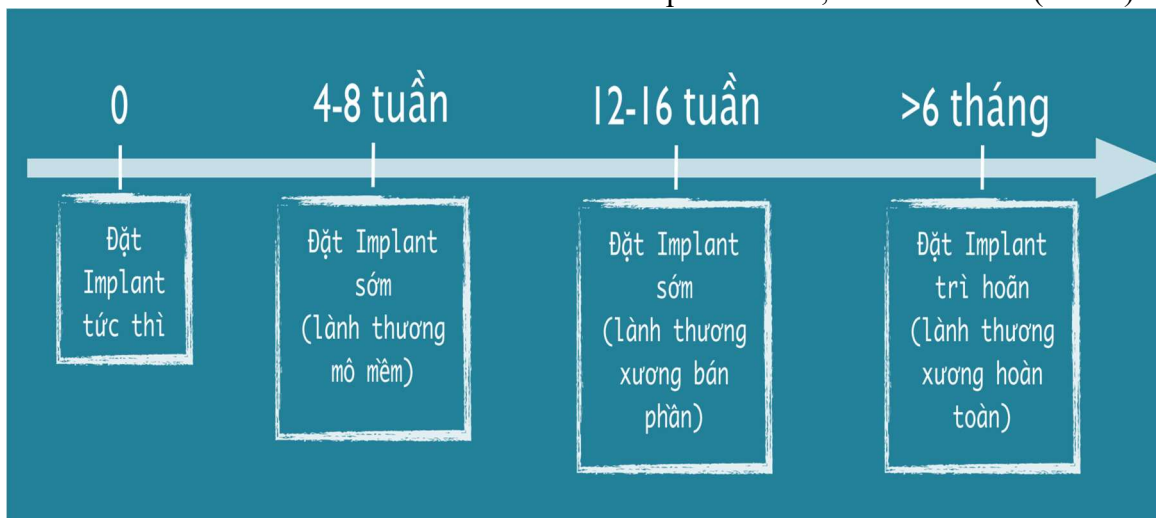 0
4-8 tuần
12-16 tuần
>6 tháng
Đặt
Implant
tức thì
Đặt Implant
sớm
(lành thương
mô mềm)
Đặt Implant
sớm
(lành thương
xương bán
phần)
Đặt Implant
trì hoãn
(lành thương
xương hoàn
toàn)